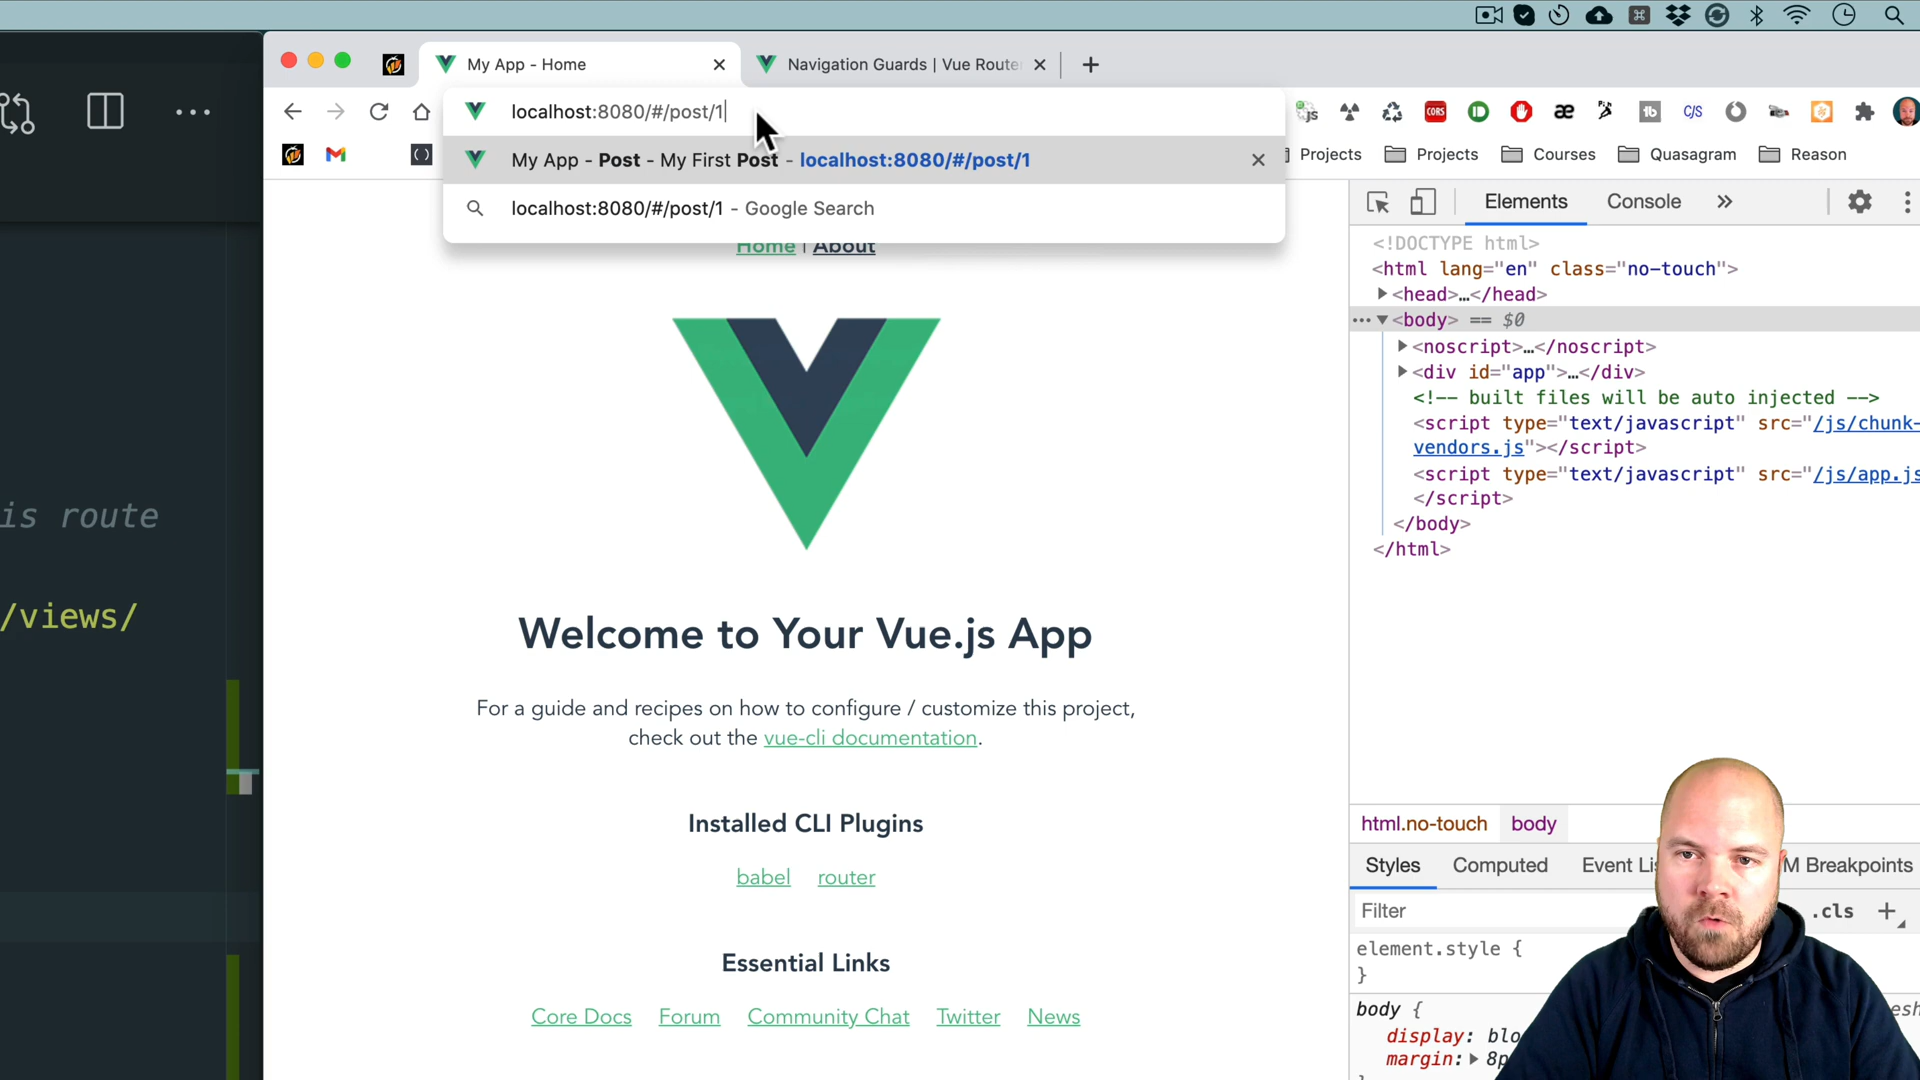 My App - Home
Navigation Guards | Vue Route
localhost:8080/#/post/1
My App - Post - My First Post - localhost:8080/#/post/1
localhost:8080/#/post/1 - Google Search
CORS
C/S
Projects
Projects
Courses
Quasagram
Reason
Home | About
Welcome to Your Vue.js App
For a guide and recipes on how to configure / customize this project,
check out the vue-cli documentation.
Installed CLI Plugins
babel router
Essential Links
Core Docs Forum Community Chat Twitter News
is route
/views/
Elements Console »
<!DOCTYPE html>
<html lang="en" class="no-touch">
▶<head>…</head>
… ▼<body> == $0
▶<noscript>…</noscript>
▶<div id="app">…</div>
<!-- built files will be auto injected -->
<script type="text/javascript" src="/js/chunk-
vendors.js"></script>
<script type="text/javascript" src="/js/app.js
</script>
</body>
</html>
html.no-touch body
Styles Computed Event Lis M Breakpoints
Filter .cls +
element.style {
}
body {
display: blo
margin:▶ 8p